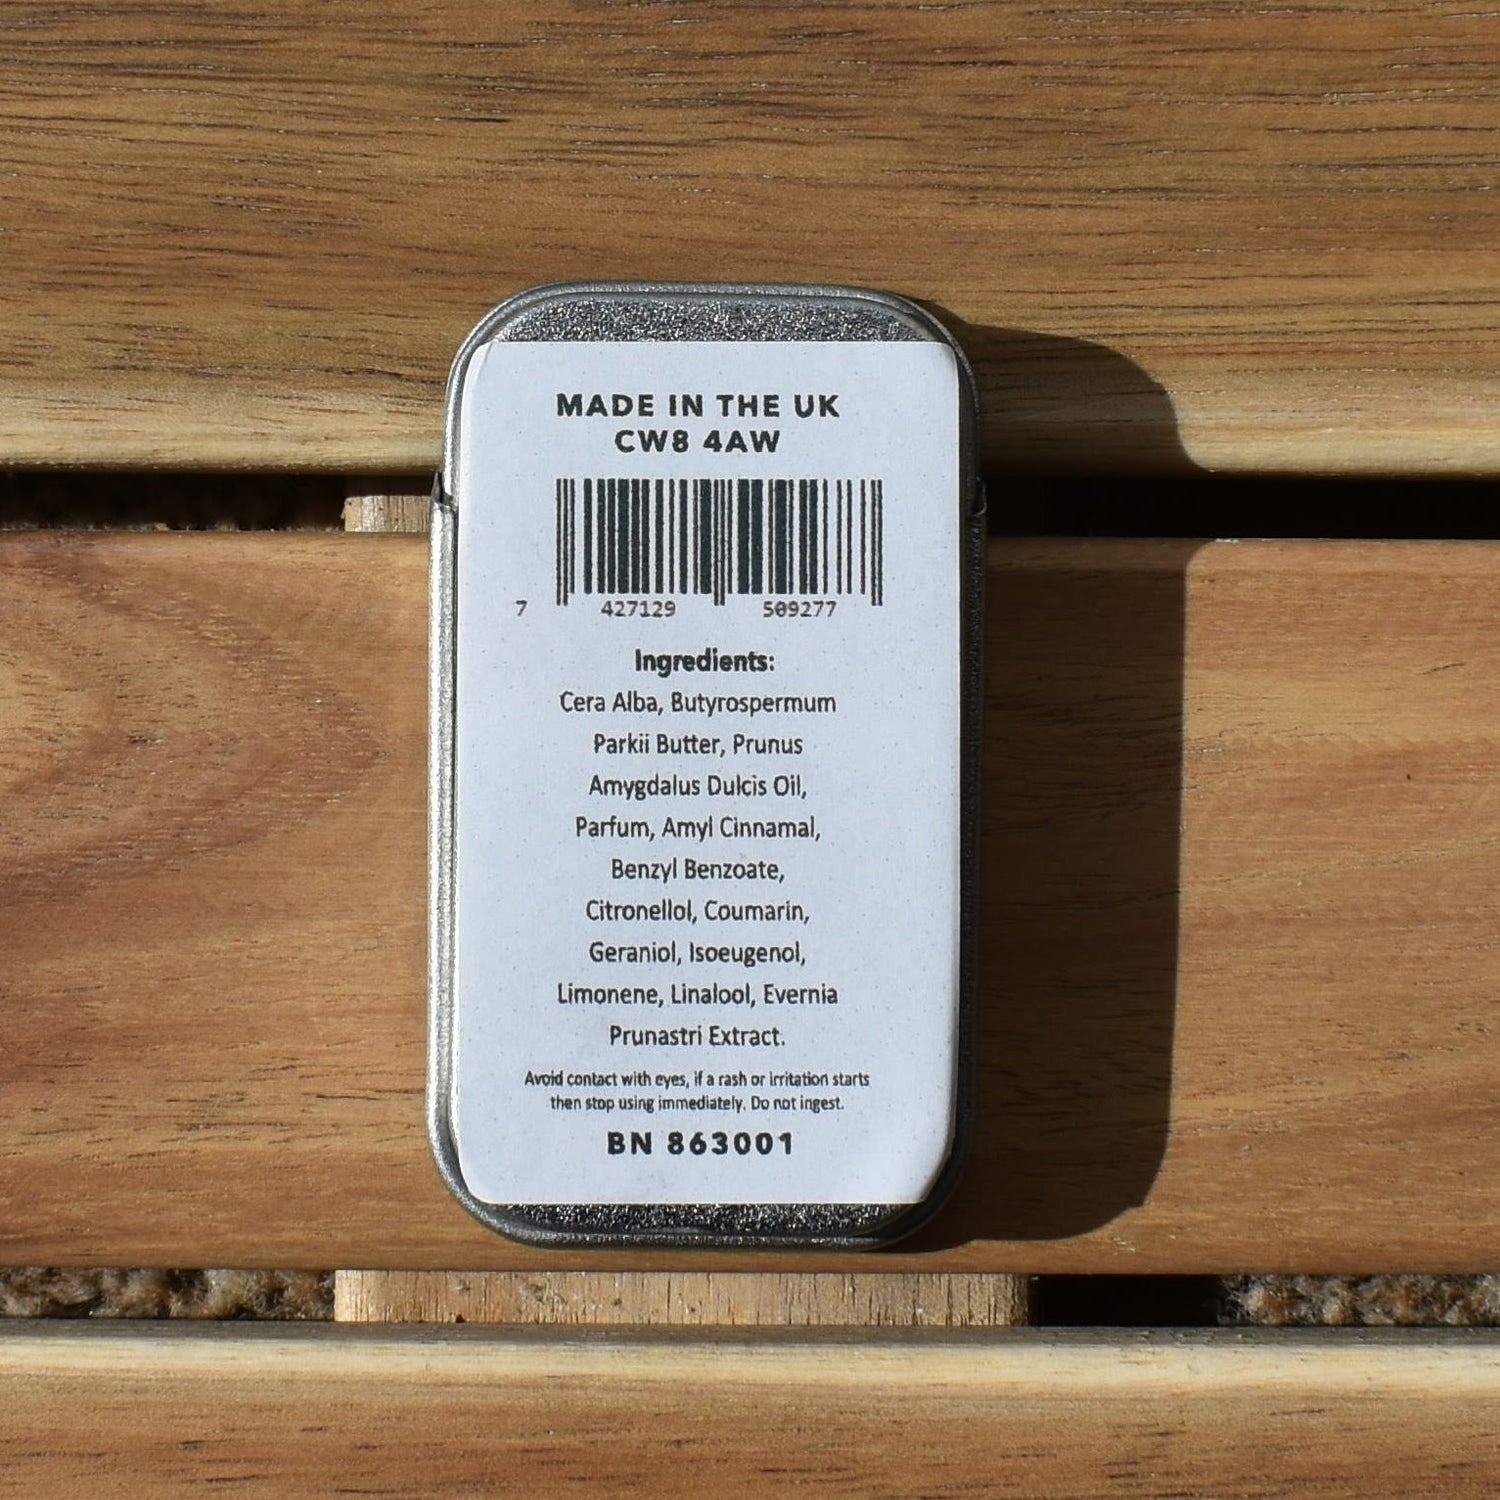 MADE IN THE UK
CW8 4AW
7 427129 509277
Ingredients:
Cera Alba, Butyrospermum
Parkii Butter, Prunus
Amygdalus Dulcis Oil,
Parfum, Amyl Cinnamal,
Benzyl Benzoate,
Citronellol, Coumarin,
Geraniol, Isoeugenol,
Limonene, Linalool, Evernia
Prunastri Extract.
Avoid contact with eyes, if a rash or irritation starts
then stop using immediately. Do not ingest.
BN 863001